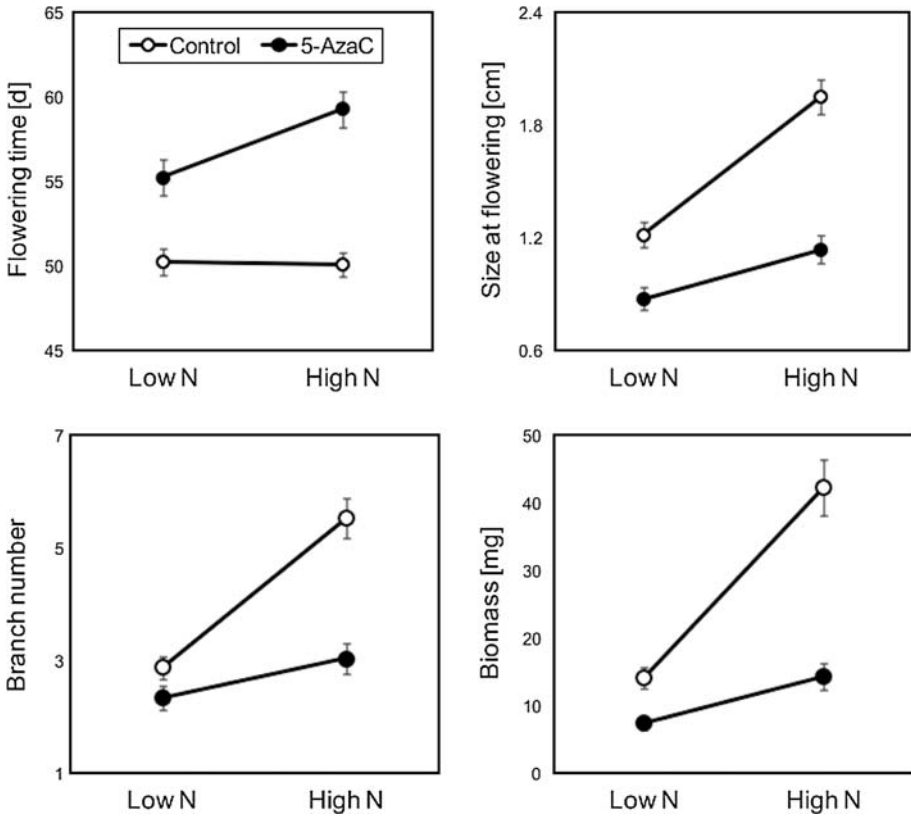 65
60
55
50
45
Flowering time [d]
Control 5-AzaC
Low N High N
2.4
1.8
1.2
0.6
Size at flowering [cm]
Low N High N
7
5
3
1
Branch number
Low N High N
50
40
30
20
10
0
Biomass [mg]
Low N High N